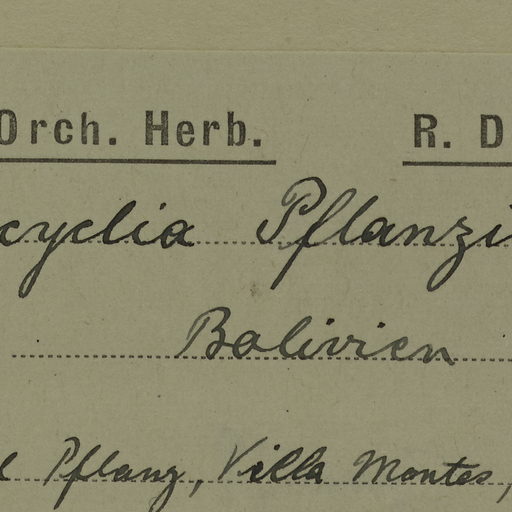 Orch. Herb. R. D
cyclia Pflanzi
Bolivien
l Pflanz, Villa Montes,